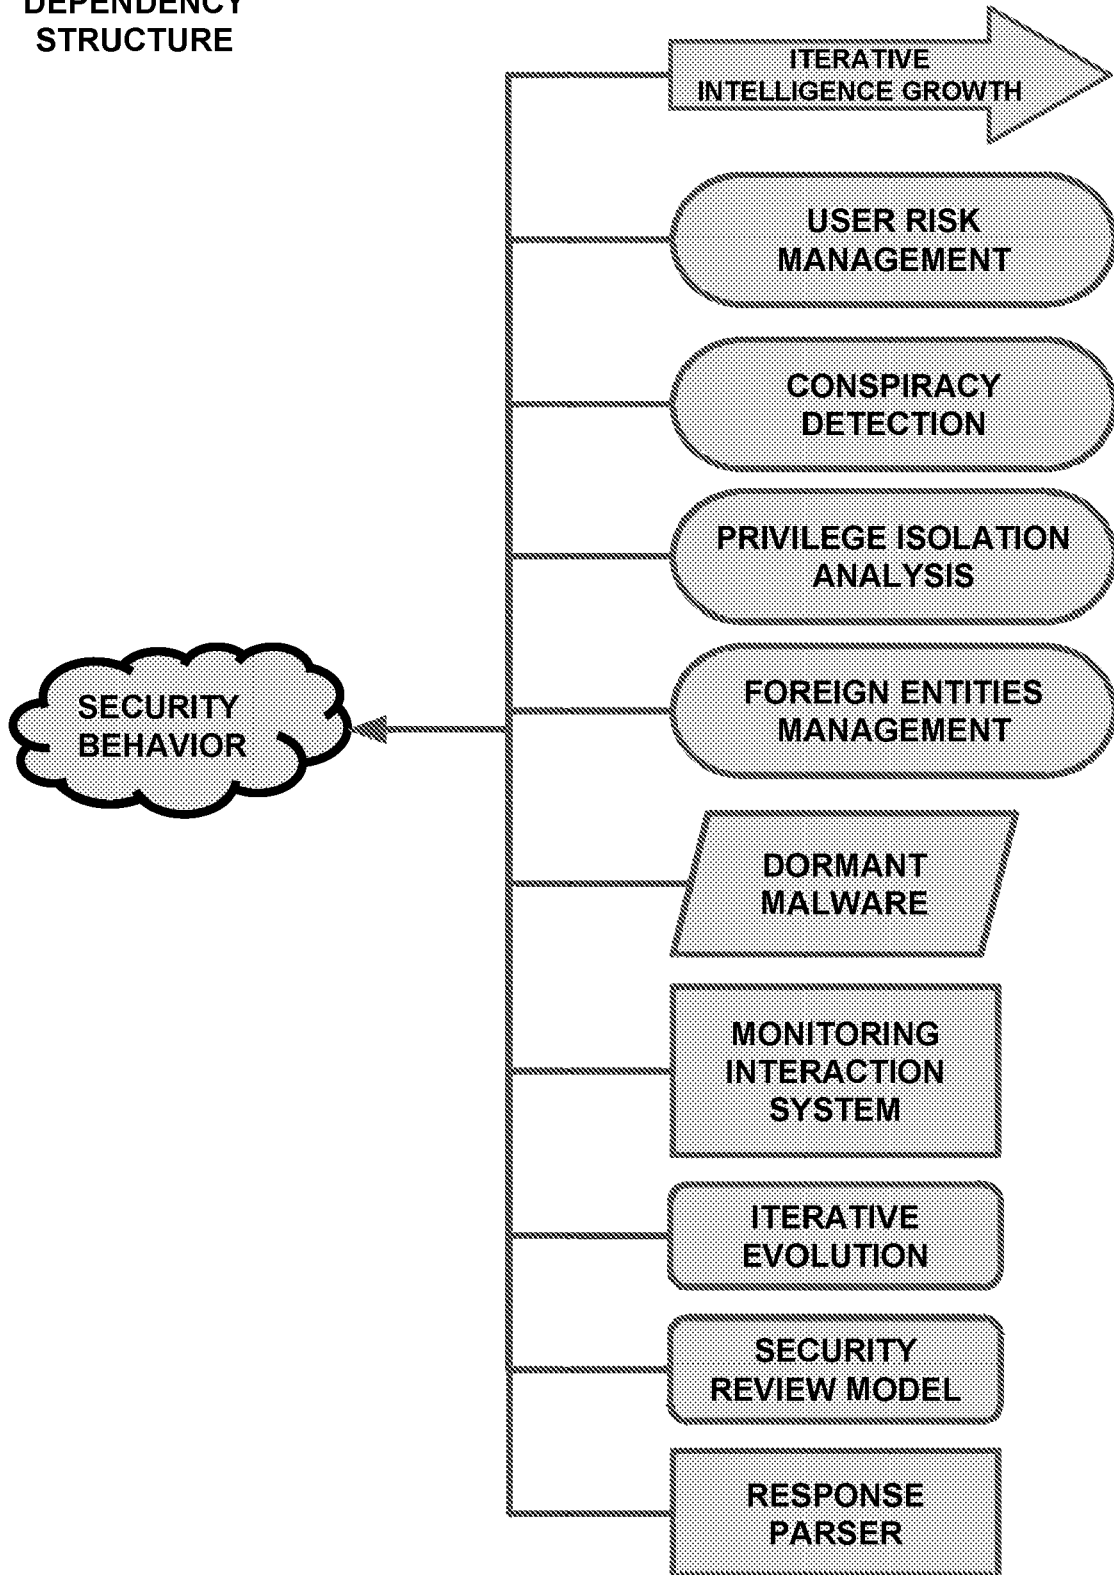 DEPENDENCY
STRUCTURE
ITERATIVE
INTELLIGENCE GROWTH
USER RISK
MANAGEMENT
CONSPIRACY
DETECTION
PRIVILEGE ISOLATION
ANALYSIS
FOREIGN ENTITIES
MANAGEMENT
SECURITY
BEHAVIOR
DORMANT
MALWARE
MONITORING
INTERACTION
SYSTEM
ITERATIVE
EVOLUTION
SECURITY
REVIEW MODEL
RESPONSE
PARSER